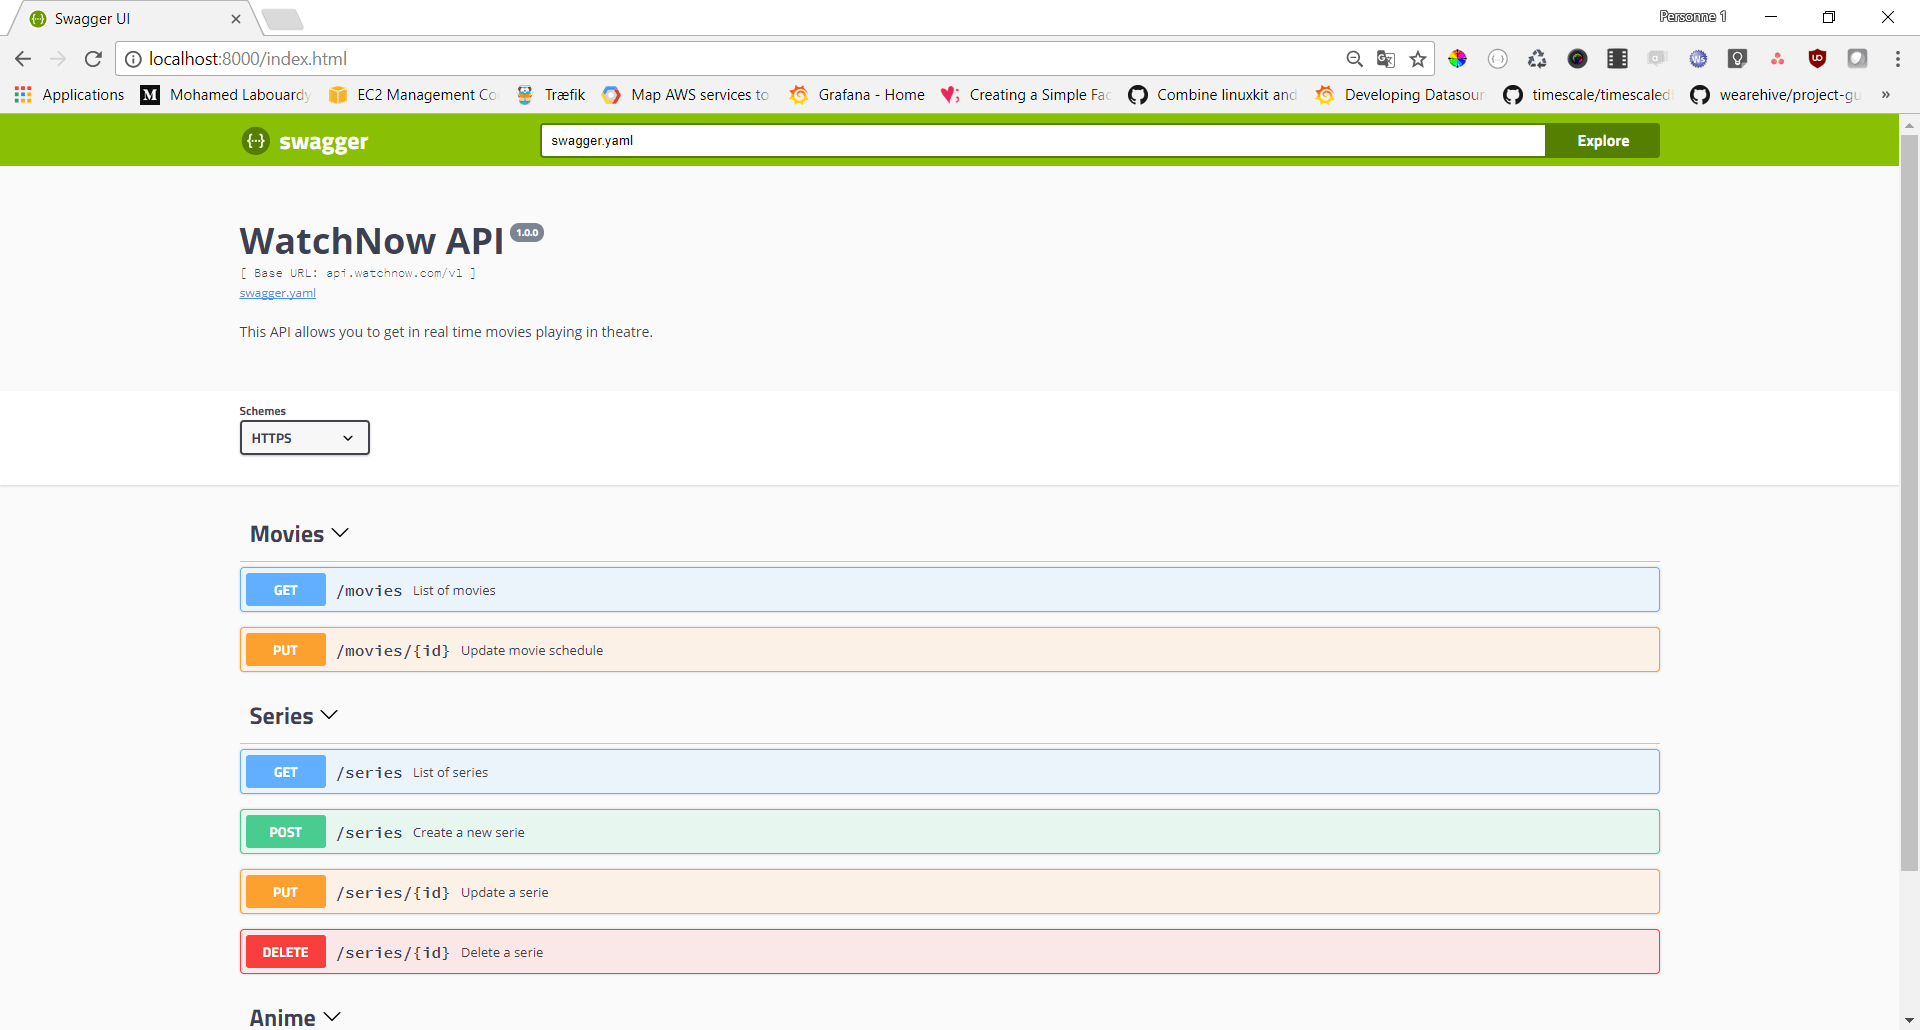 Swagger UI
Personne 1
localhost:8000/index.html
Applications
M Mohamed Labouardy
EC2 Management Co
Træfik
Map AWS services to
Grafana - Home
Creating a Simple Fac
Combine linuxkit and
Developing Datasour
timescale/timescaled
wearehive/project-gu
»
{··} swagger
swagger.yaml
Explore
WatchNow API 1.0.0
[ Base URL: api.watchnow.com/v1 ]
swagger.yaml
This API allows you to get in real time movies playing in theatre.
Schemes
HTTPS
Movies
GET /movies List of movies
PUT /movies/{id} Update movie schedule
Series
GET /series List of series
POST /series Create a new serie
PUT /series/{id} Update a serie
DELETE /series/{id} Delete a serie
Anime